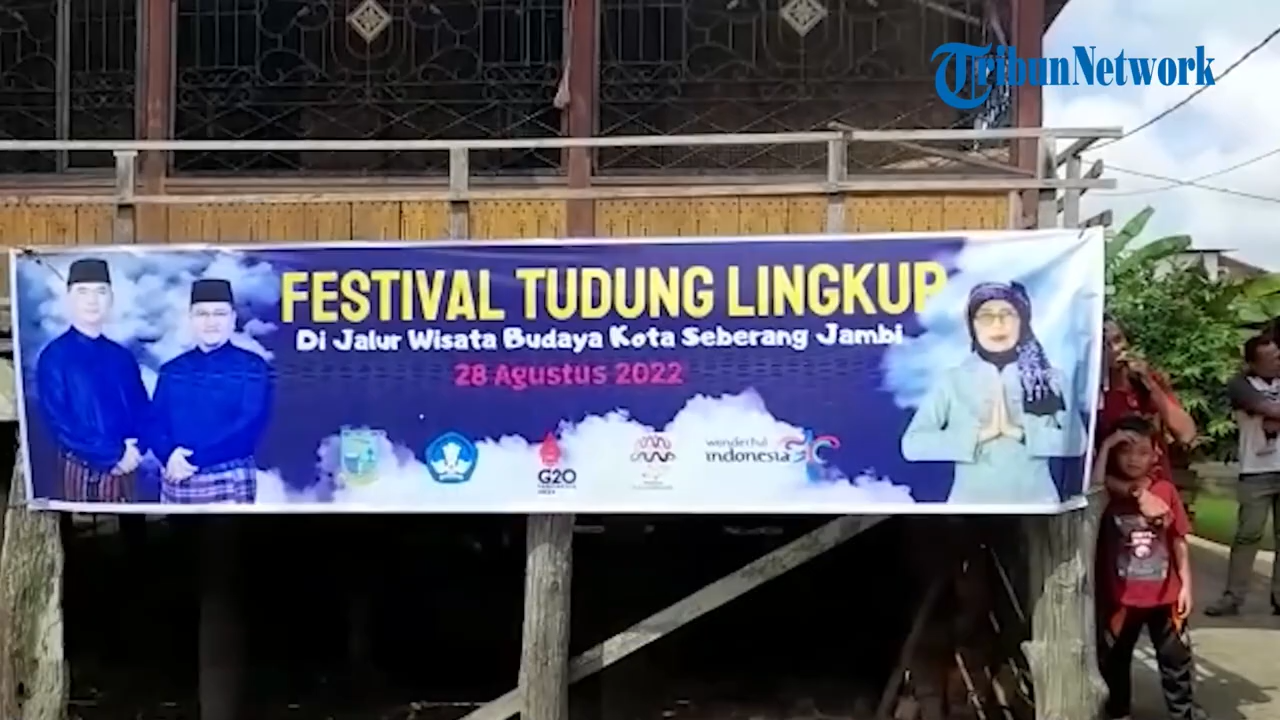 TribunNetwork
FESTIVAL TUDUNG LINGKUP
Di Jalur Wisata Budaya Kota Seberang Jambi
28 Agustus 2022
G20
wonderful
indonesia